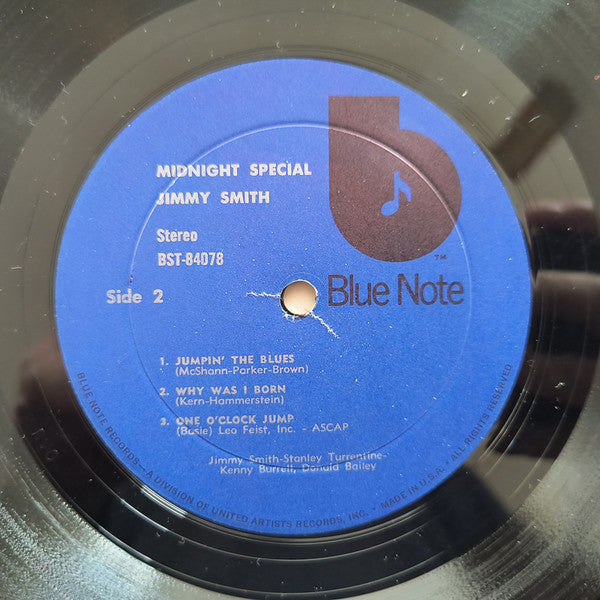 MIDNIGHT SPECIAL
JIMMY SMITH
Stereo
BST-84078
Side 2
b
TM
Blue Note
1. JUMPIN' THE BLUES
(McShann-Parker-Brown)
2. WHY WAS I BORN
(Kern-Hammerstein)
3. ONE O'CLOCK JUMP
(Basie) Leo Feist, Inc. - ASCAP
Jimmy Smith-Stanley Turrentine-
Kenny Burrell, Donald Bailey
BLUE NOTE RECORDS—A DIVISION OF UNITED ARTISTS RECORDS, INC. • MADE IN U.S.A. • ALL RIGHTS RESERVED